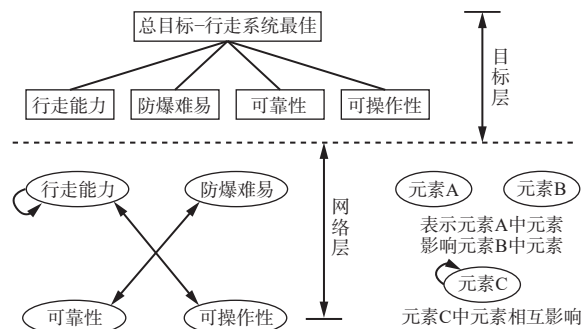 总目标-行走系统最佳
行走能力
防爆难易
可靠性
可操作性
目标层
行走能力
防爆难易
可靠性
可操作性
网络层
元素A
元素B
表示元素A中元素
影响元素B中元素
元素C
元素C中元素相互影响